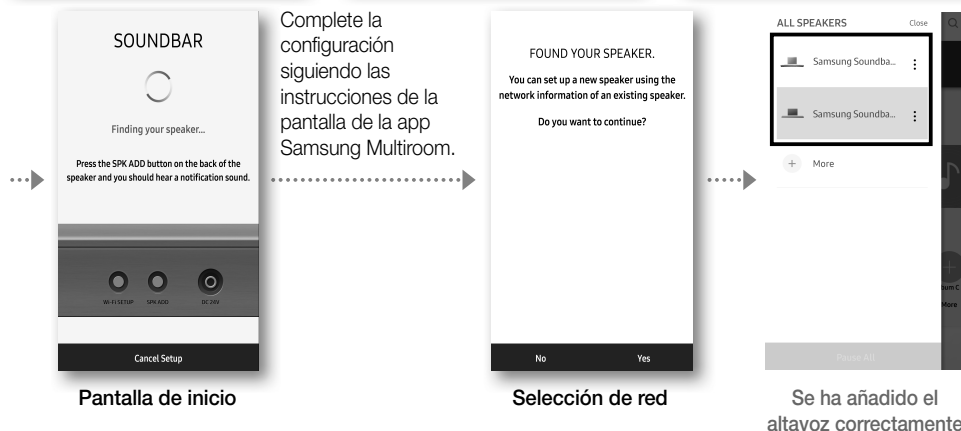 SOUNDBAR
Finding your speaker...
Press the SPK ADD button on the back of the
speaker and you should hear a notification sound.
WI-FI SETUP SPK ADD DC 24V
Cancel Setup
Pantalla de inicio
Complete la
configuración
siguiendo las
instrucciones de la
pantalla de la app
Samsung Multiroom.
FOUND YOUR SPEAKER.
You can set up a new speaker using the
network information of an existing speaker.
Do you want to continue?
No Yes
Selección de red
ALL SPEAKERS Close
Samsung Soundba...
Samsung Soundba...
More
Pause All
More
Se ha añadido el
altavoz correctamente